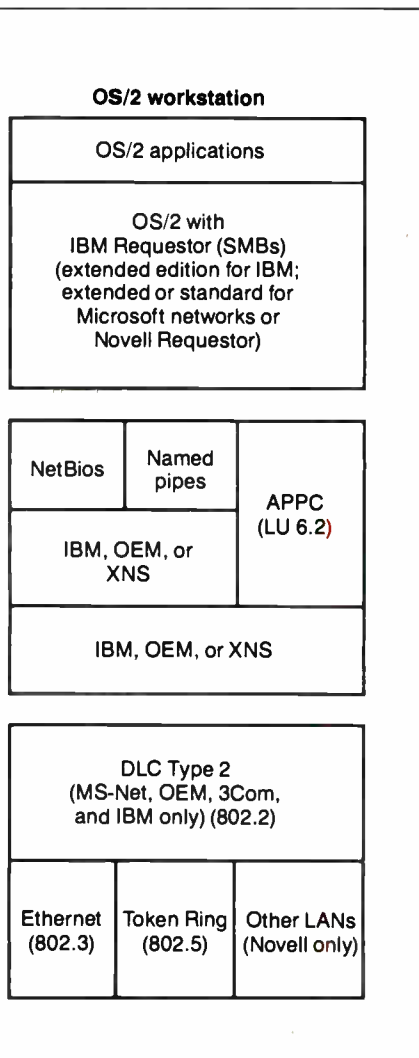 OS/2 workstation
OS/2 applications
OS/2 with
IBM Requestor (SMBs)
(extended edition for IBM;
extended or standard for
Microsoft networks or
Novell Requestor)
NetBios
Named
pipes
APPC
(LU 6.2)
IBM, OEM, or
XNS
IBM, OEM, or XNS
DLC Type 2
(MS-Net, OEM, 3Com,
and IBM only) (802.2)
Ethernet
(802.3)
Token Ring
(802.5)
Other LANs
(Novell only)